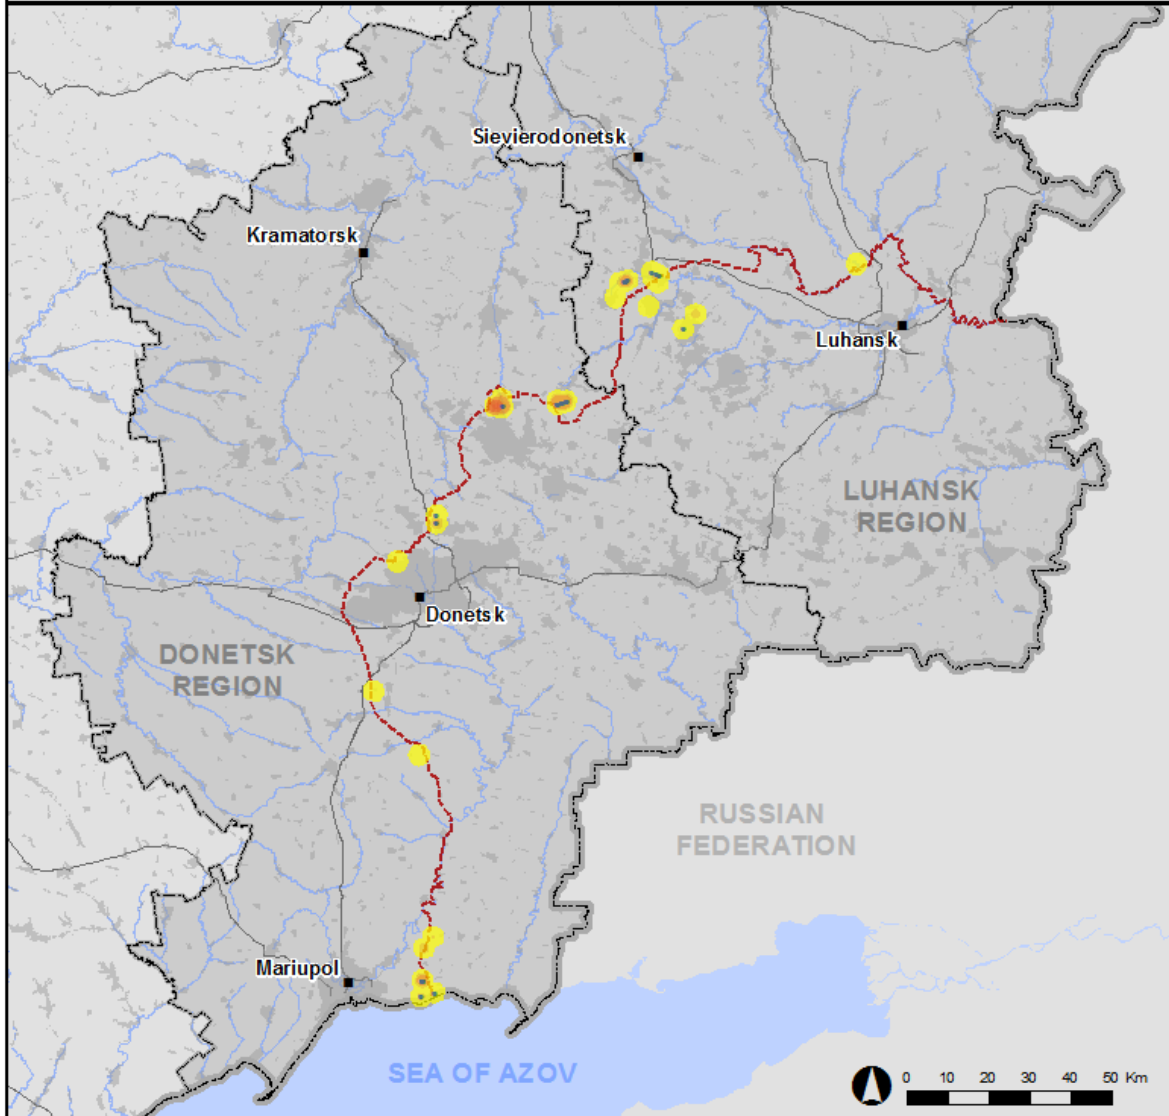 Sievierodonetsk
Kramatorsk
Luhansk
LUHANSK
REGION
Donetsk
DONETSK
REGION
RUSSIAN
FEDERATION
Mariupol
SEA OF AZOV
0 10 20 30 40 50 Km